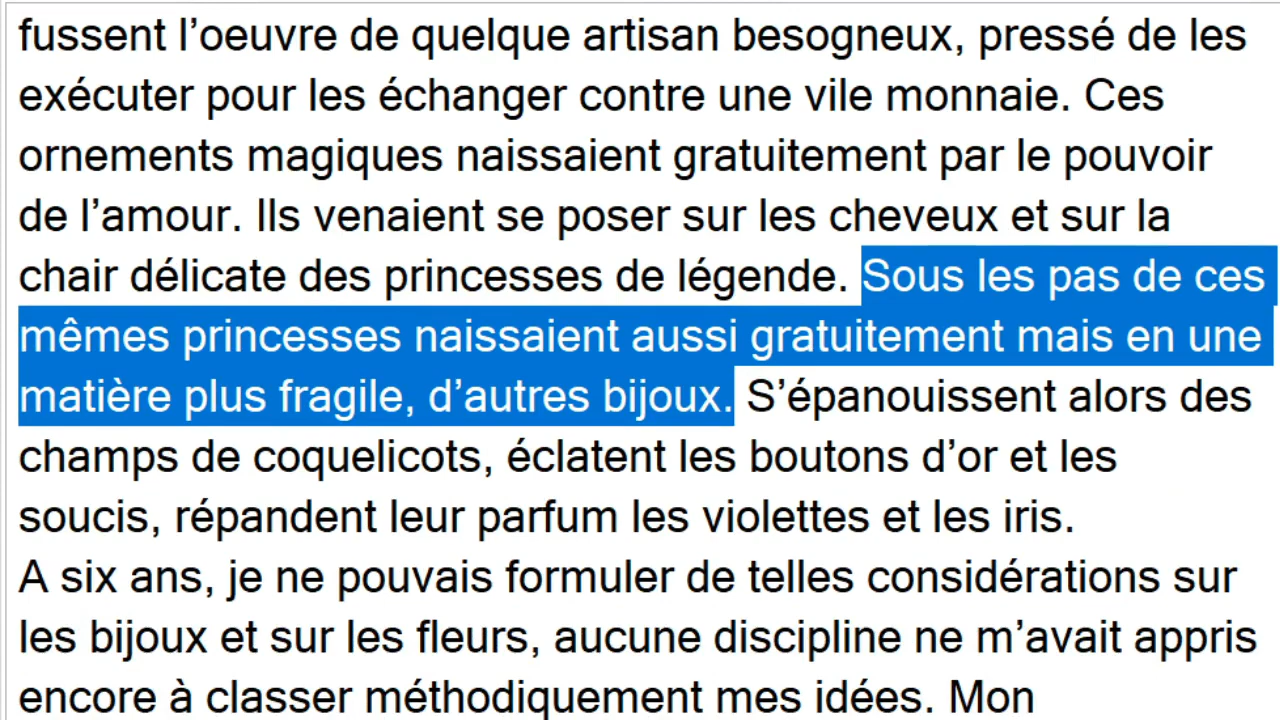 fussent l’oeuvre de quelque artisan besogneux, pressé de les
exécuter pour les échanger contre une vile monnaie. Ces
ornements magiques naissaient gratuitement par le pouvoir
de l’amour. Ils venaient se poser sur les cheveux et sur la
chair délicate des princesses de légende. Sous les pas de ces
mêmes princesses naissaient aussi gratuitement mais en une
matière plus fragile, d’autres bijoux. S’épanouissent alors des
champs de coquelicots, éclatent les boutons d’or et les
soucis, répandent leur parfum les violettes et les iris.
A six ans, je ne pouvais formuler de telles considérations sur
les bijoux et sur les fleurs, aucune discipline ne m’avait appris
encore à classer méthodiquement mes idées. Mon